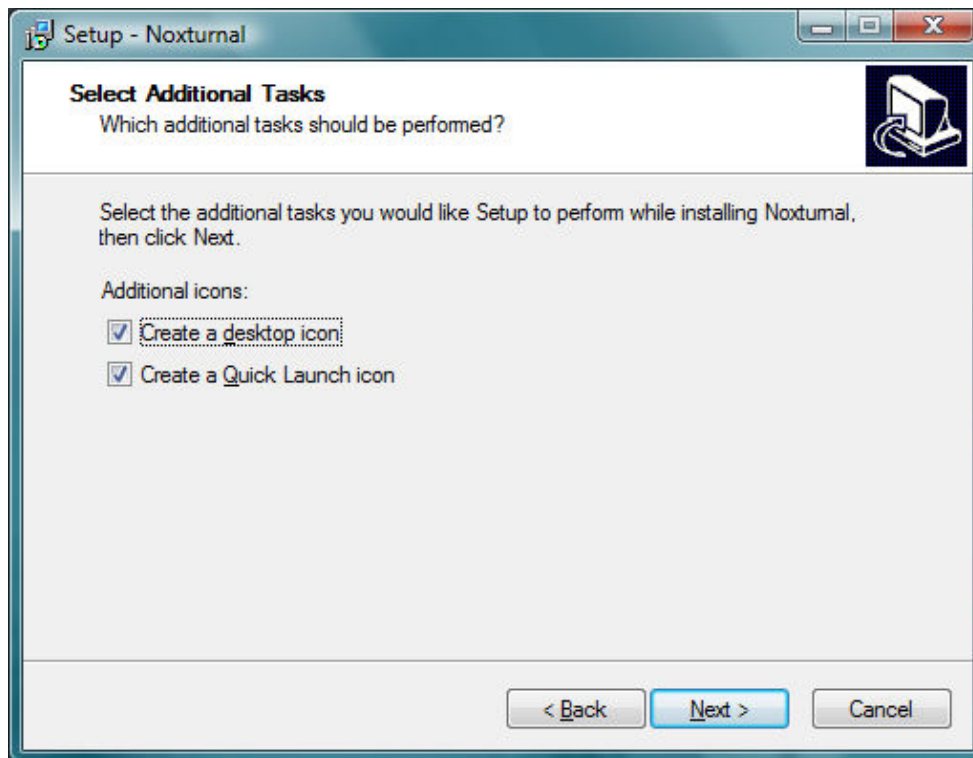 Setup - Noxturnal
Select Additional Tasks
Which additional tasks should be performed?
Select the additional tasks you would like Setup to perform while installing Noxturnal,
then click Next.
Additional icons:
Create a desktop icon
Create a Quick Launch icon
< Back Next > Cancel